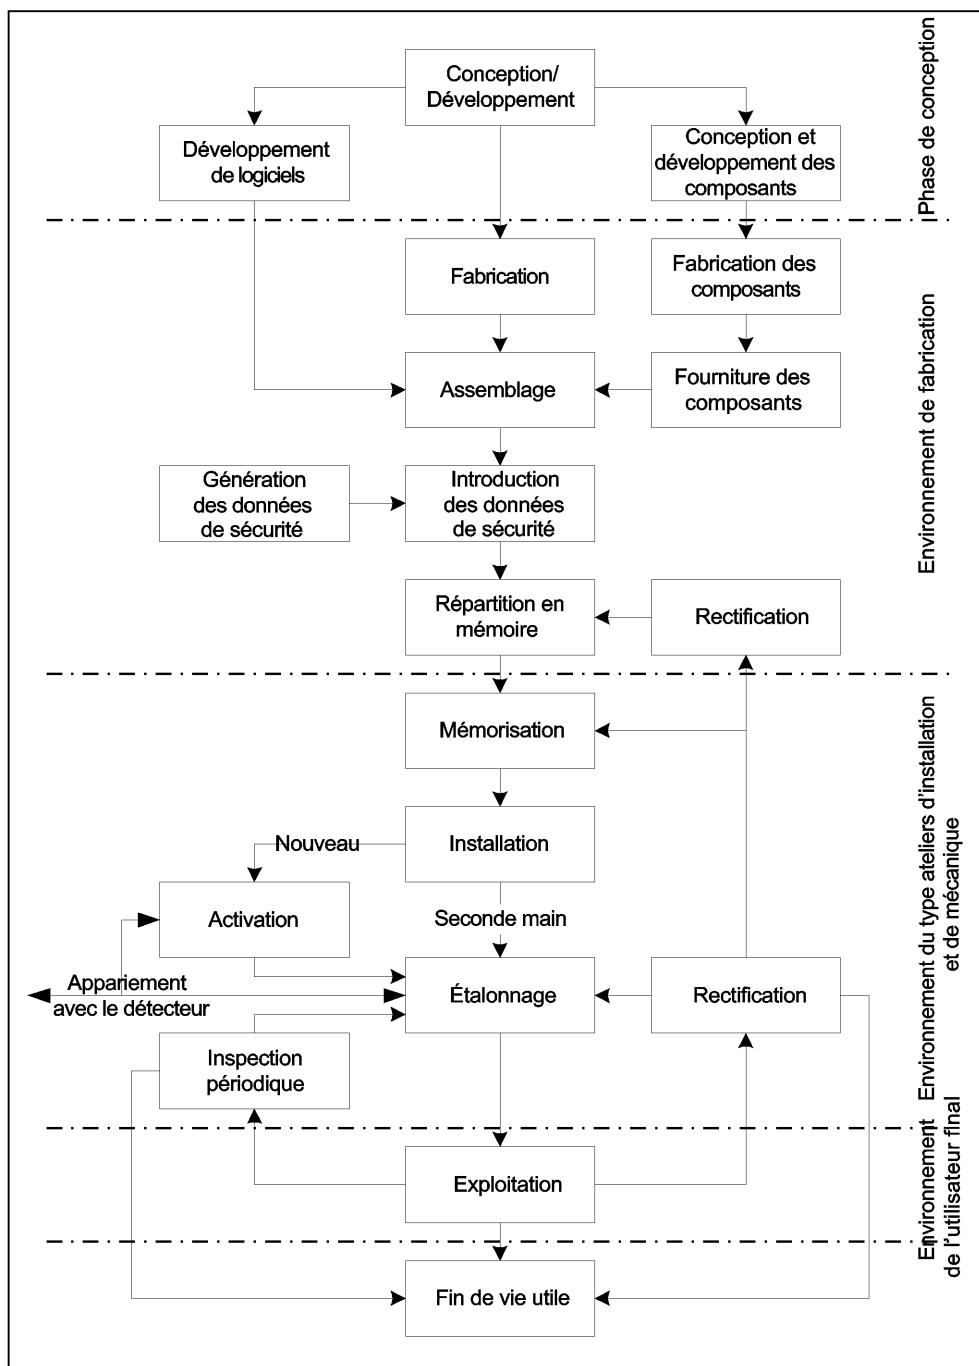 Conception/
Développement
Développement
de logiciels
Conception et
développement des
composants
Phase de conception
Fabrication
Fabrication des
composants
Assemblage
Fourniture des
composants
Génération
des données
de sécurité
Introduction
des données
de sécurité
Répartition en
mémoire
Rectification
Environnement de fabrication
Mémorisation
Nouveau
Installation
Activation
Seconde main
Appariement
avec le détecteur
Étalonnage
Rectification
Inspection
périodique
Environnement du type ateliers d'installation
et de mécanique
Exploitation
Environnement
de l'utilisateur final
Fin de vie utile